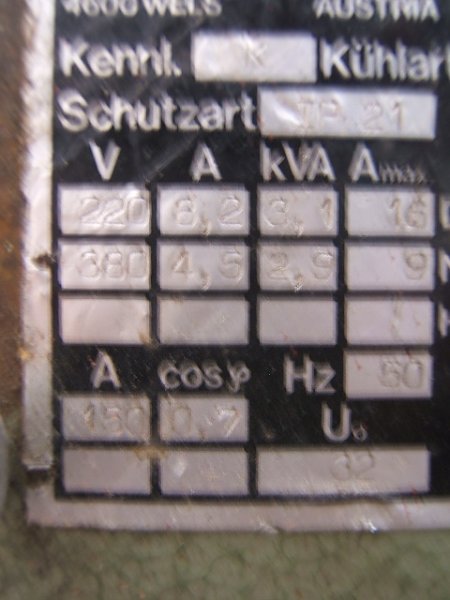 4600 WELS AUSTRIA
Kennl. K Kühlart
Schutzart IP 21
V A kVA Amax.
220 8,2 3,1 16
380 4,5 2,9 9
A cosφ Hz 50
150 0,7 U₀
32